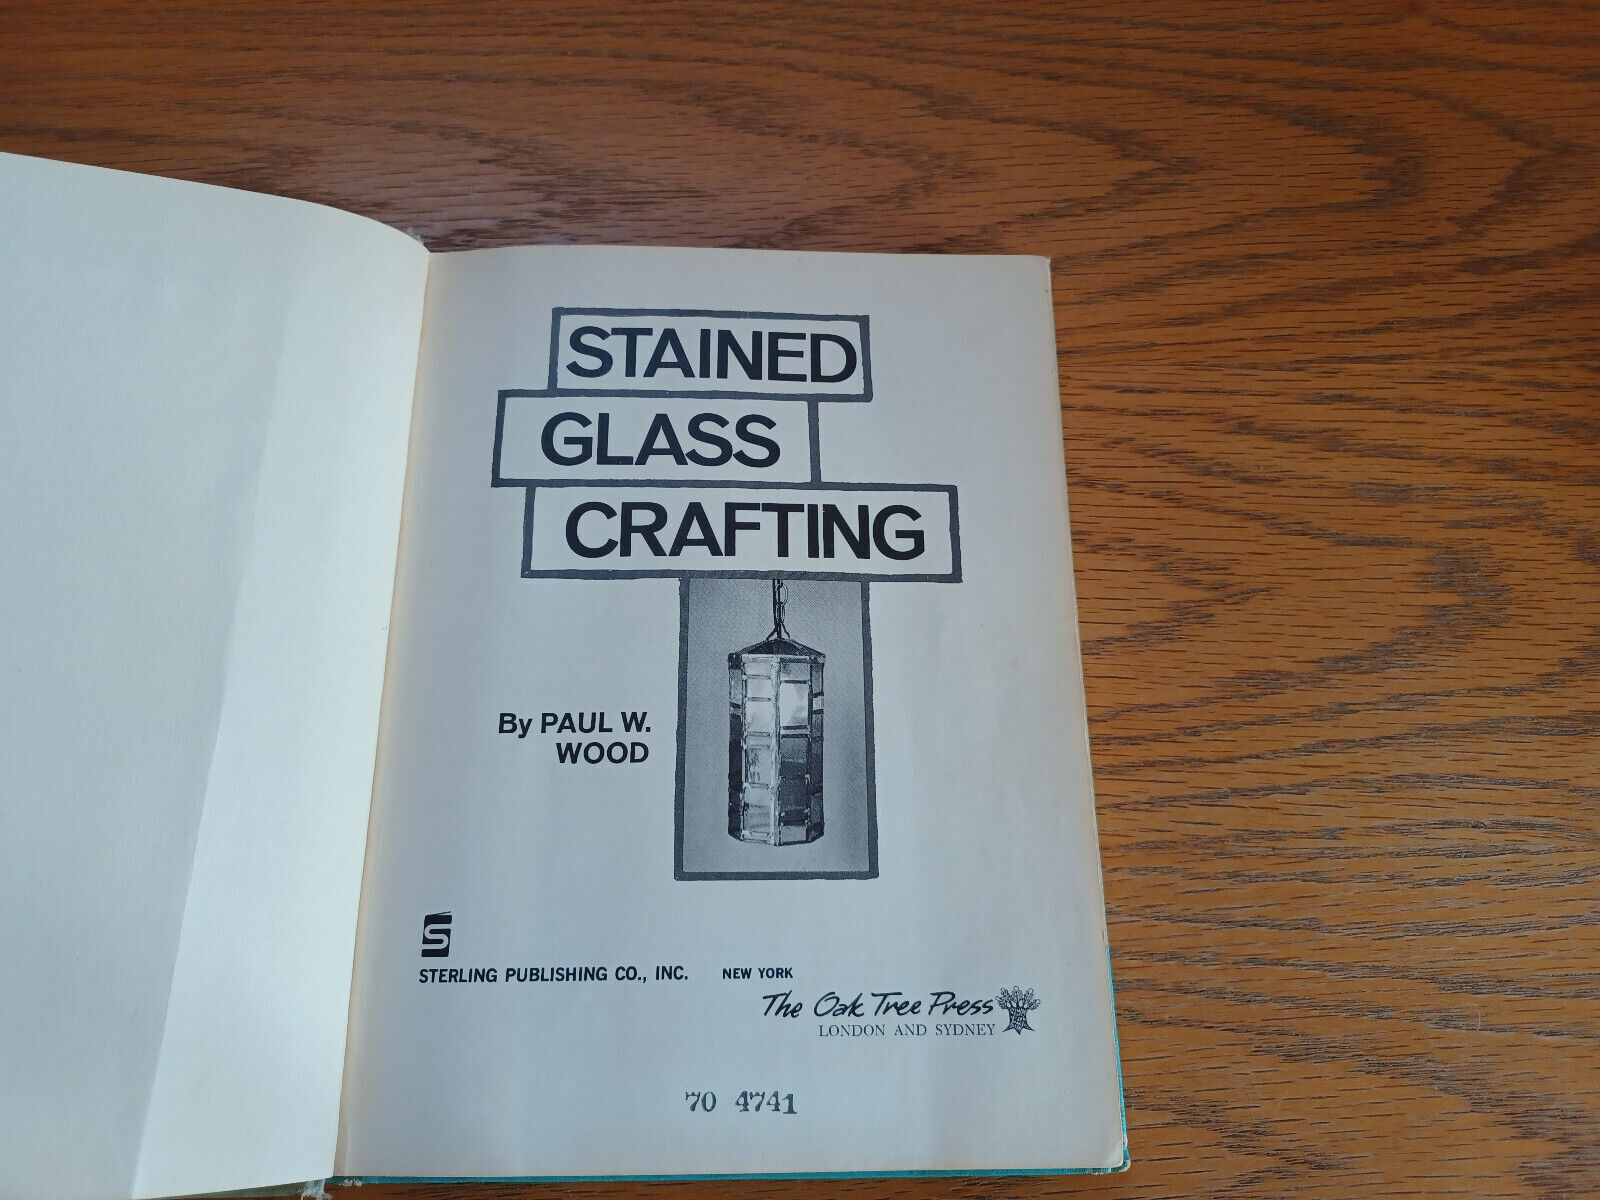 STAINED
GLASS
CRAFTING
By PAUL W.
WOOD
S
STERLING PUBLISHING CO., INC. NEW YORK
The Oak Tree Press
LONDON AND SYDNEY
70 4741